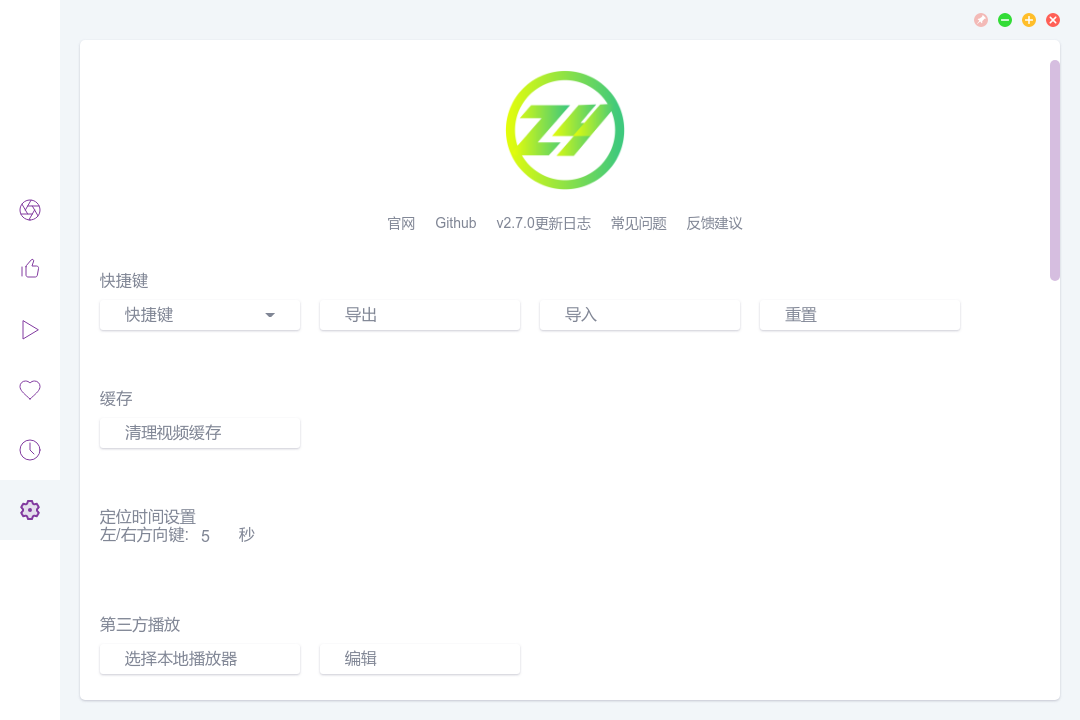 ZY
官网 Github v2.7.0更新日志 常见问题 反馈建议
快捷键
快捷键 导出 导入 重置
缓存
清理视频缓存
定位时间设置
左/右方向键: 5 秒
第三方播放
选择本地播放器 编辑